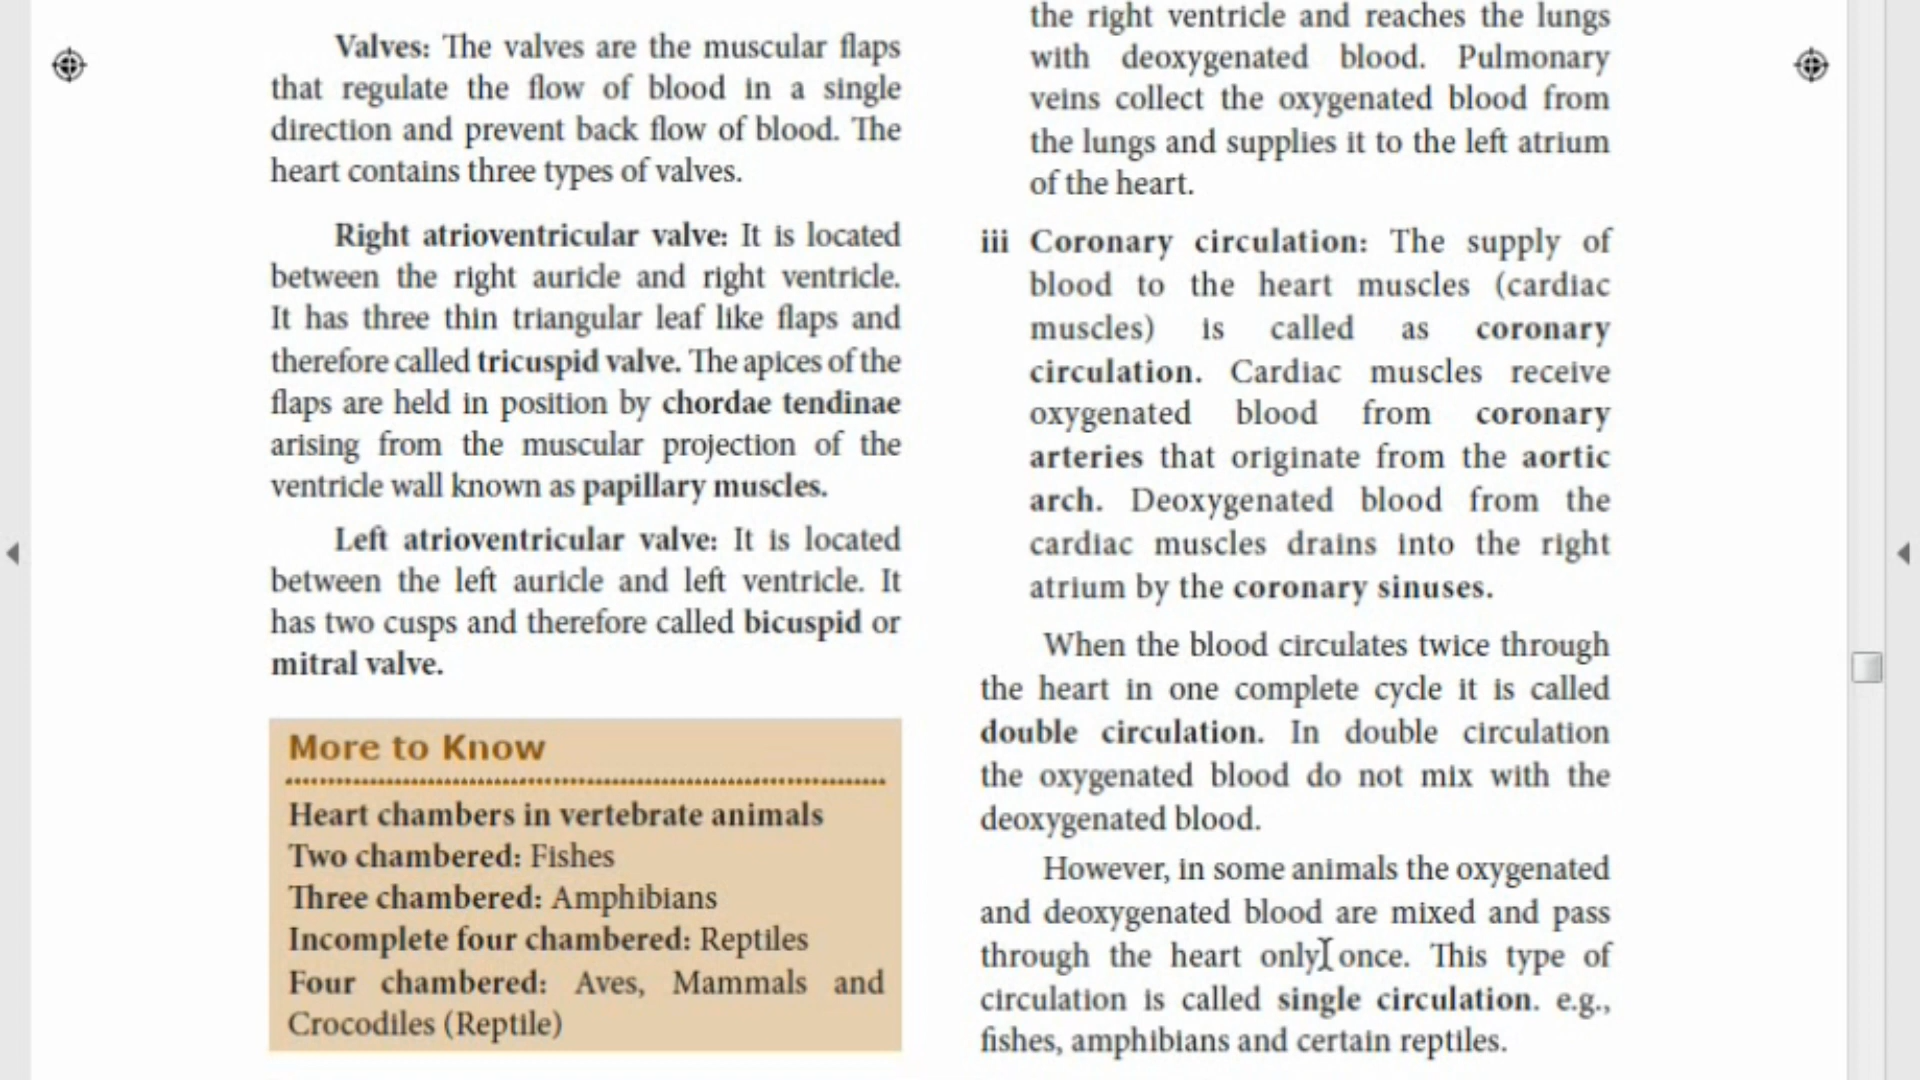 Valves: The valves are the muscular flaps
that regulate the flow of blood in a single
direction and prevent back flow of blood. The
heart contains three types of valves.
Right atrioventricular valve: It is located
between the right auricle and right ventricle.
It has three thin triangular leaf like flaps and
therefore called tricuspid valve. The apices of the
flaps are held in position by chordae tendinae
arising from the muscular projection of the
ventricle wall known as papillary muscles.
Left atrioventricular valve: It is located
between the left auricle and left ventricle. It
has two cusps and therefore called bicuspid or
mitral valve.
More to Know
Heart chambers in vertebrate animals
Two chambered: Fishes
Three chambered: Amphibians
Incomplete four chambered: Reptiles
Four chambered: Aves, Mammals and
Crocodiles (Reptile)
the right ventricle and reaches the lungs
with deoxygenated blood. Pulmonary
veins collect the oxygenated blood from
the lungs and supplies it to the left atrium
of the heart.
iii Coronary circulation: The supply of
blood to the heart muscles (cardiac
muscles) is called as coronary
circulation. Cardiac muscles receive
oxygenated blood from coronary
arteries that originate from the aortic
arch. Deoxygenated blood from the
cardiac muscles drains into the right
atrium by the coronary sinuses.
When the blood circulates twice through
the heart in one complete cycle it is called
double circulation. In double circulation
the oxygenated blood do not mix with the
deoxygenated blood.
However, in some animals the oxygenated
and deoxygenated blood are mixed and pass
through the heart only once. This type of
circulation is called single circulation. e.g.,
fishes, amphibians and certain reptiles.